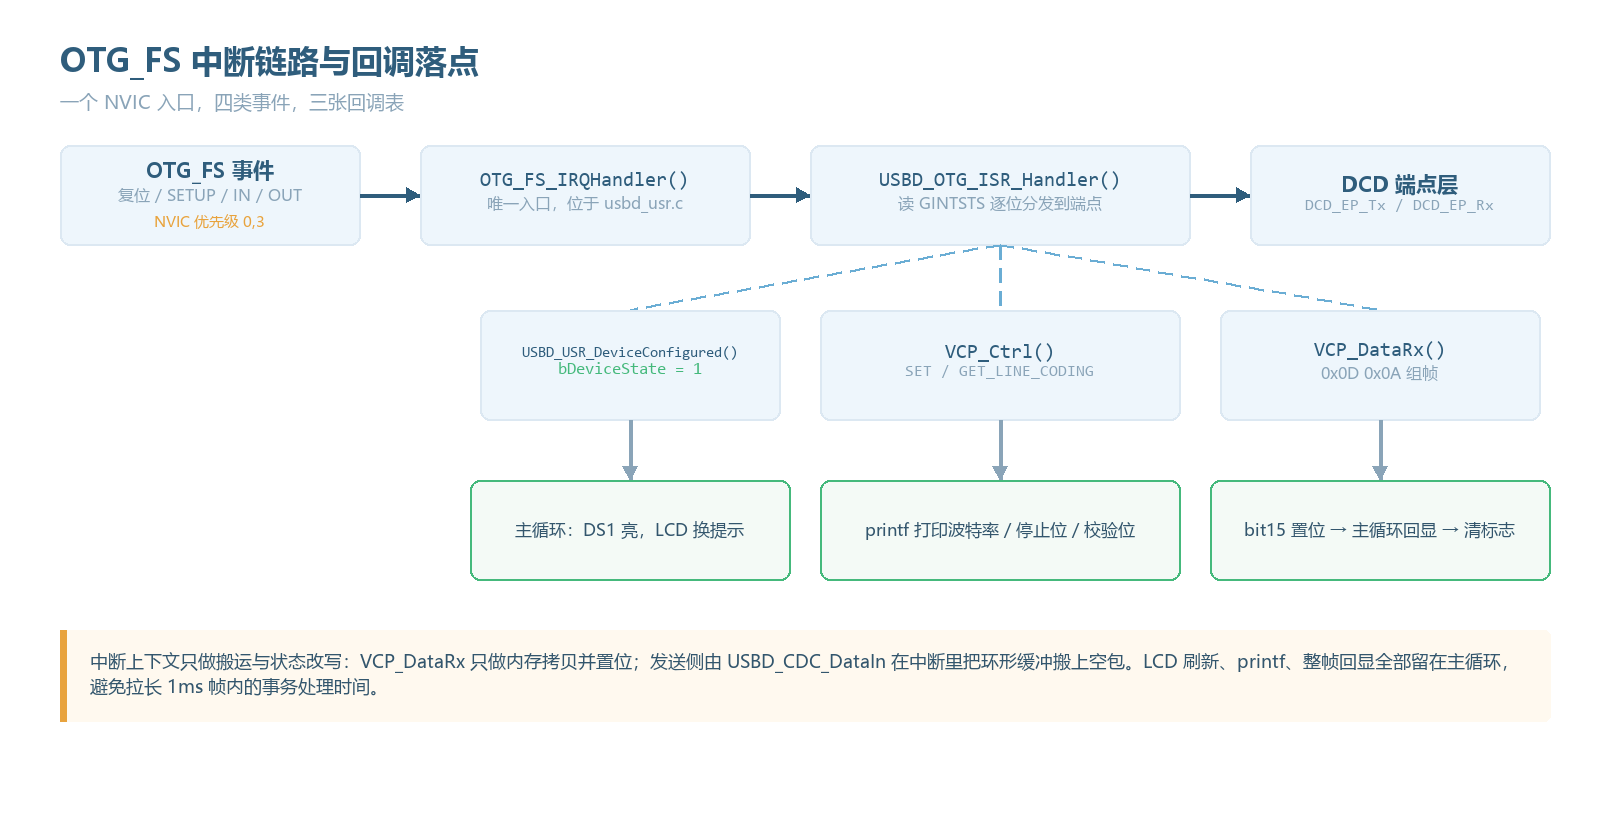 OTG_FS 中断链路与回调落点
一个 NVIC 入口，四类事件，三张回调表
OTG_FS 事件
复位 / SETUP / IN / OUT
NVIC 优先级 0,3
OTG_FS_IRQHandler()
唯一入口，位于 usbd_usr.c
USBD_OTG_ISR_Handler()
读 GINTSTS 逐位分发到端点
DCD 端点层
DCD_EP_Tx / DCD_EP_Rx
USBD_USR_DeviceConfigured()
bDeviceState = 1
VCP_Ctrl()
SET / GET_LINE_CODING
VCP_DataRx()
0x0D 0x0A 组帧
主循环：DS1 亮，LCD 换提示
printf 打印波特率 / 停止位 / 校验位
bit15 置位 → 主循环回显 → 清标志
中断上下文只做搬运与状态改写：VCP_DataRx 只做内存拷贝并置位；发送侧由 USBD_CDC_DataIn 在中断里把环形缓冲搬上空包。LCD 刷新、printf、整帧回显全部留在主循环，
避免拉长 1ms 帧内的事务处理时间。